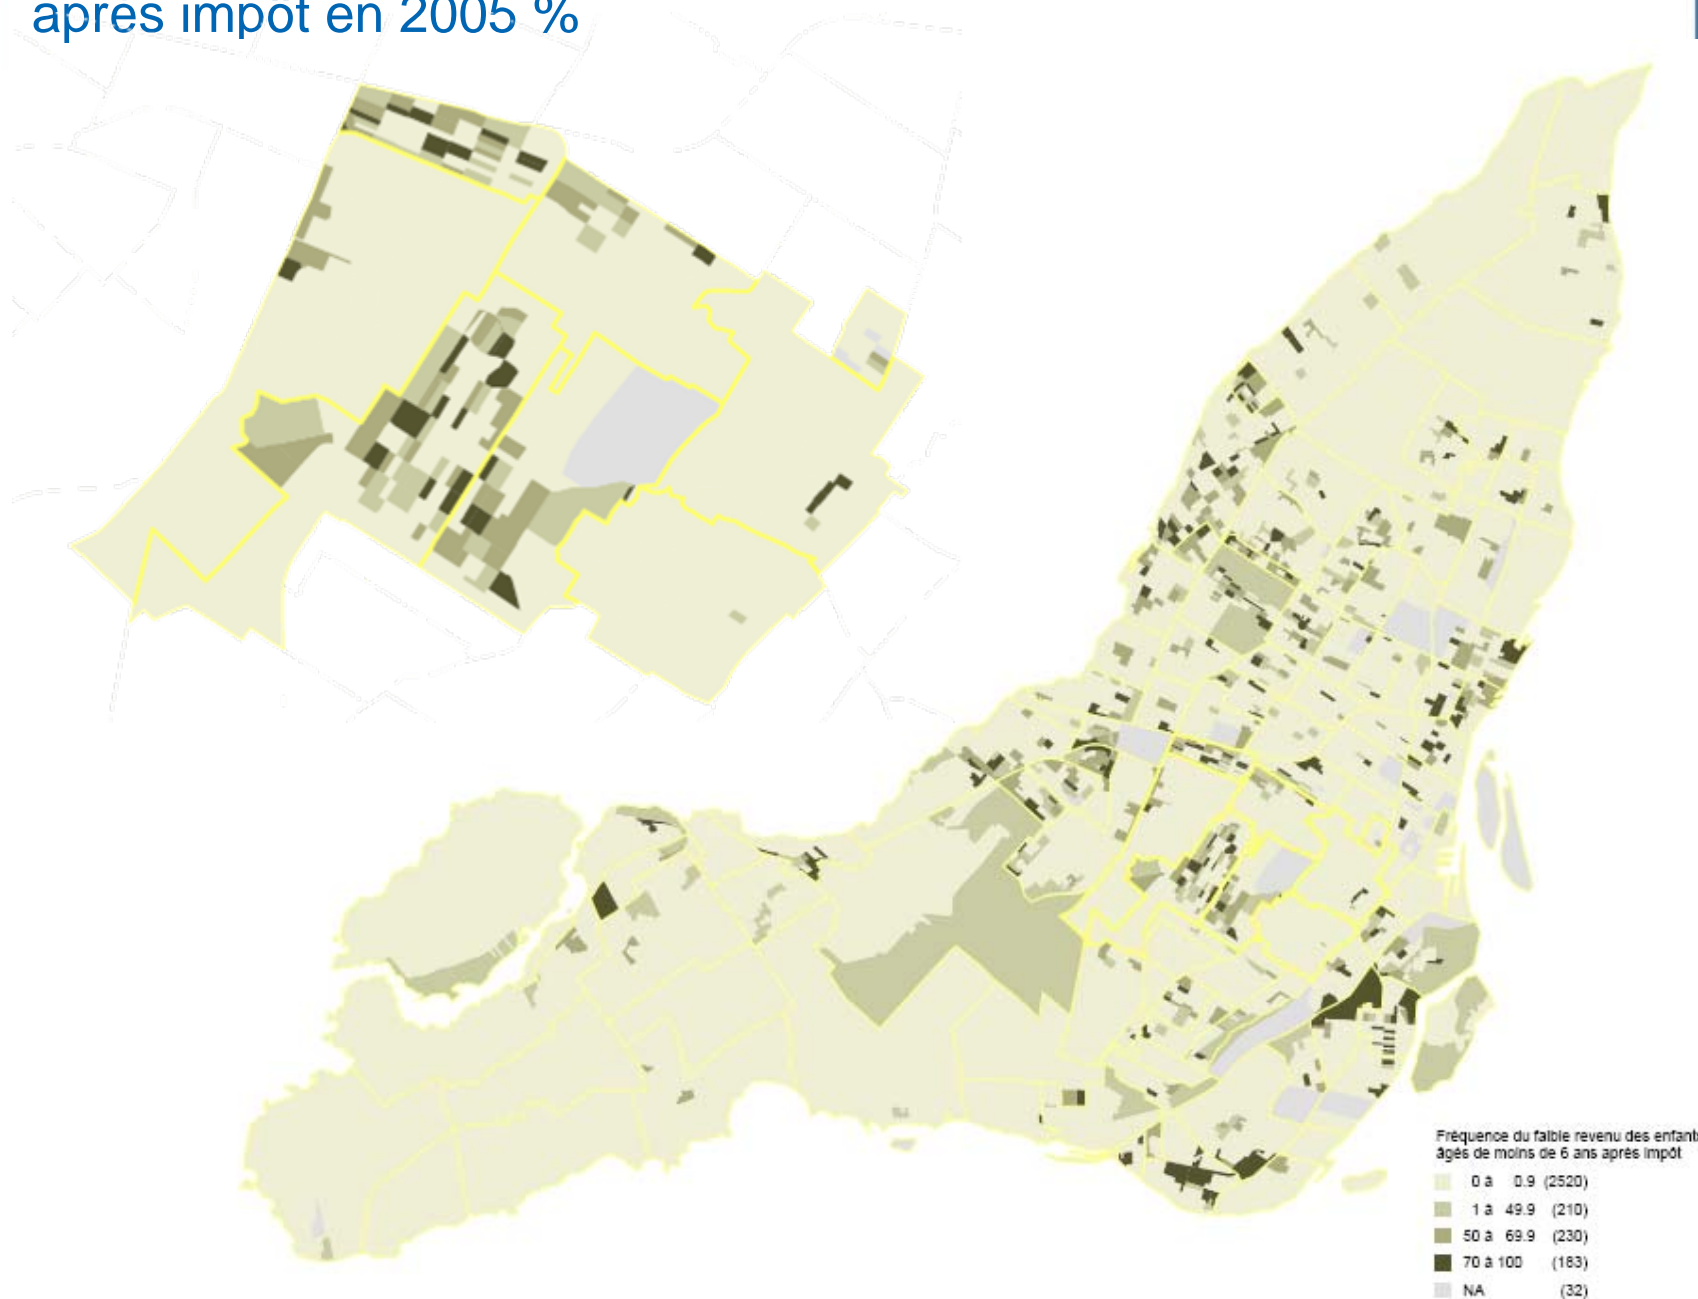 après impôt en 2005 %
Fréquence du faible revenu des enfants
âgés de moins de 6 ans après impôt
0 à 0.9 (2520)
1 à 49.9 (210)
50 à 69.9 (230)
70 à 100 (183)
NA (32)